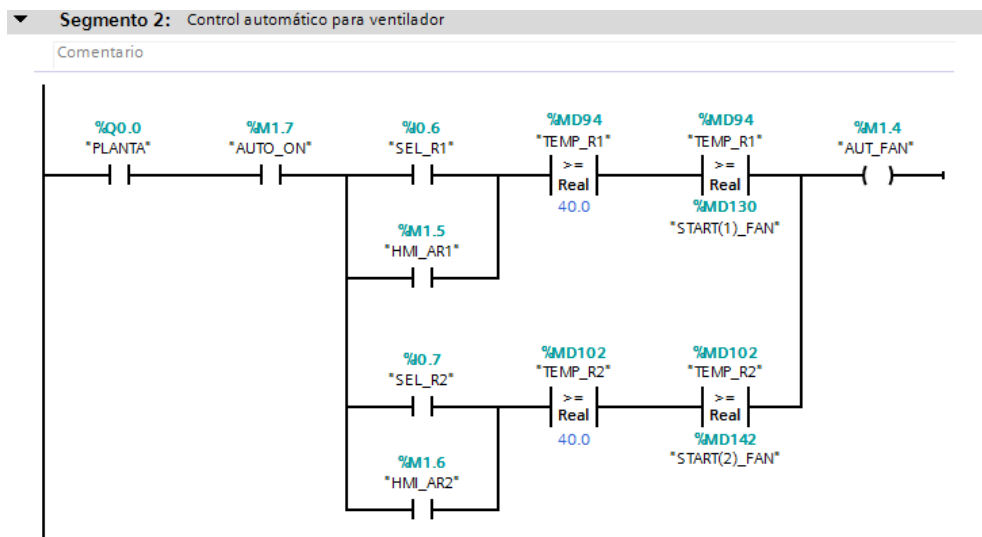 Segmento 2: Control automático para ventilador
Comentario
%Q0.0 %M1.7 %I0.6 %MD94 %MD94 %M1.4
"PLANTA" "AUTO_ON" "SEL_R1" "TEMP_R1" "TEMP_R1" "AUT_FAN"
>= >=
Real Real
40.0 %MD130
"START(1)_FAN"
%M1.5
"HMI_AR1"
%I0.7 %MD102 %MD102
"SEL_R2" "TEMP_R2" "TEMP_R2"
>= >=
Real Real
40.0 %MD142
"START(2)_FAN"
%M1.6
"HMI_AR2"